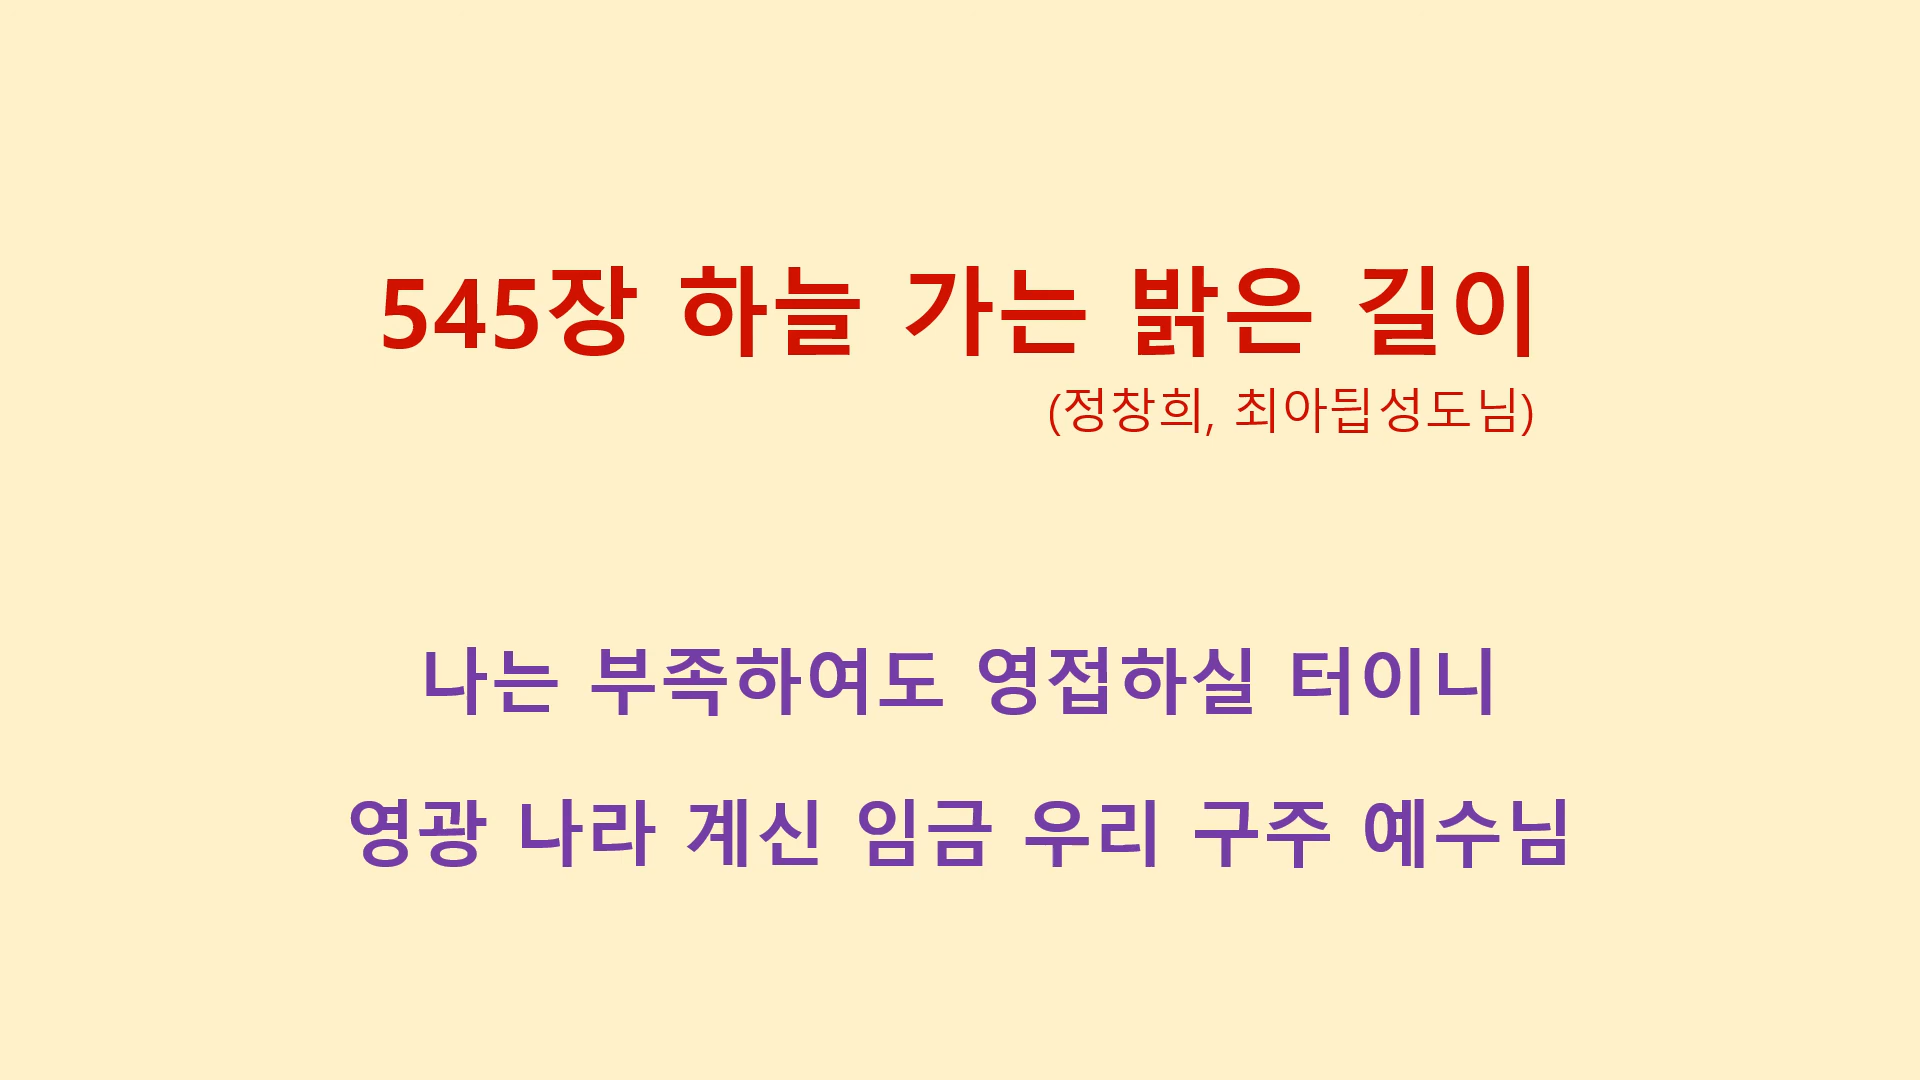 545장 하늘 가는 밝은 길이
(정창희, 최아딥성도님)
나는 부족하여도 영접하실 터이니
영광 나라 계신 임금 우리 구주 예수님